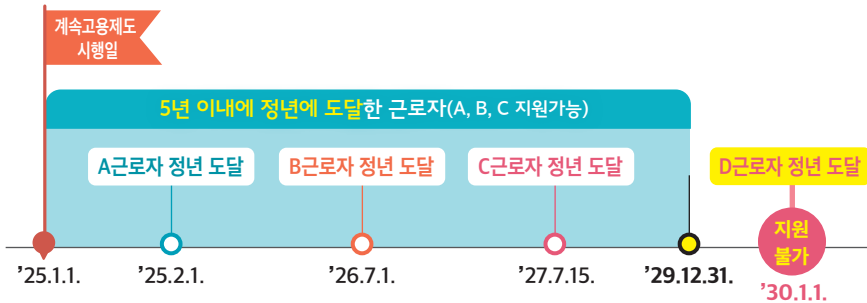 계속고용제도
시행일
5년 이내에 정년에 도달한 근로자(A, B, C 지원가능)
A근로자 정년 도달
B근로자 정년 도달
C근로자 정년 도달
D근로자 정년 도달
지원
불가
’25.1.1.
’25.2.1.
’26.7.1.
’27.7.15.
’29.12.31.
’30.1.1.